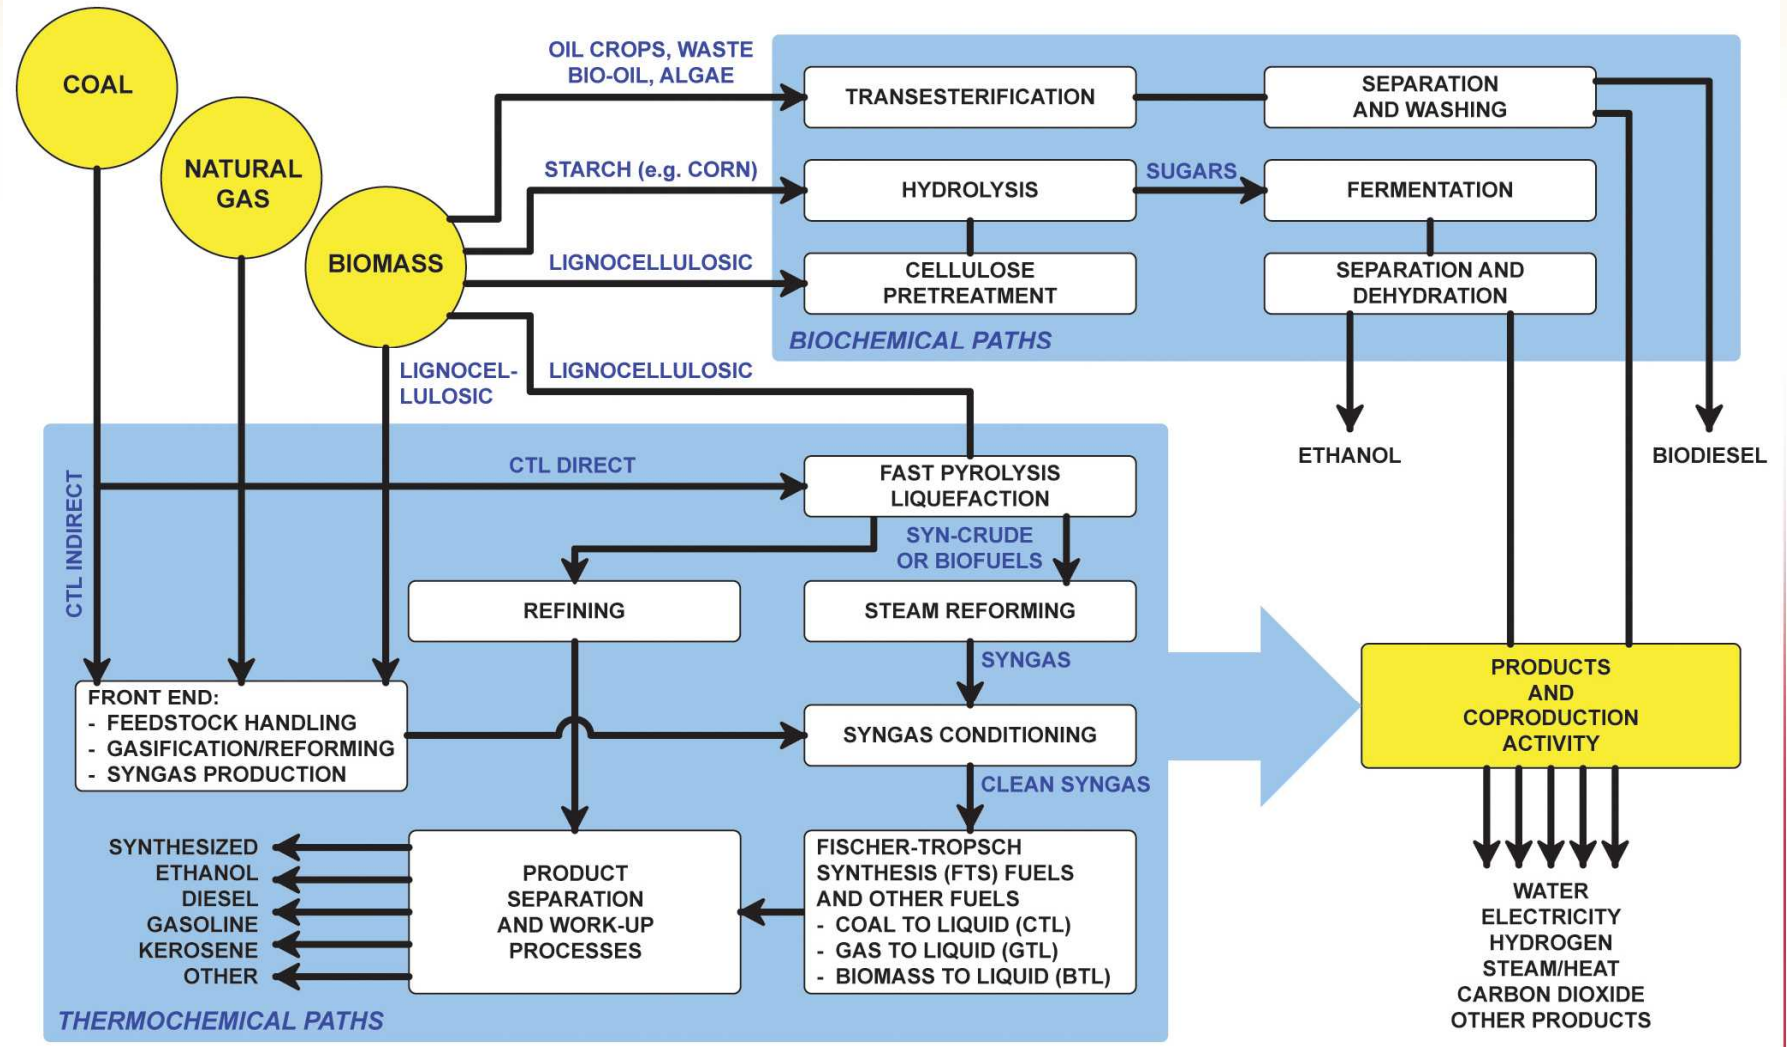 COAL
NATURAL
GAS
BIOMASS
OIL CROPS, WASTE
BIO-OIL, ALGAE
STARCH (e.g. CORN)
LIGNOCELLULOSIC
LIGNOCEL-
LULOSIC
LIGNOCELLULOSIC
TRANSESTERIFICATION
SEPARATION
AND WASHING
HYDROLYSIS
SUGARS
FERMENTATION
CELLULOSE
PRETREATMENT
SEPARATION AND
DEHYDRATION
BIOCHEMICAL PATHS
ETHANOL
BIODIESEL
CTL INDIRECT
CTL DIRECT
FAST PYROLYSIS
LIQUEFACTION
SYN-CRUDE
OR BIOFUELS
REFINING
STEAM REFORMING
SYNGAS
FRONT END:
- FEEDSTOCK HANDLING
- GASIFICATION/REFORMING
- SYNGAS PRODUCTION
SYNGAS CONDITIONING
CLEAN SYNGAS
SYNTHESIZED
ETHANOL
DIESEL
GASOLINE
KEROSENE
OTHER
PRODUCT
SEPARATION
AND WORK-UP
PROCESSES
FISCHER-TROPSCH
SYNTHESIS (FTS) FUELS
AND OTHER FUELS
- COAL TO LIQUID (CTL)
- GAS TO LIQUID (GTL)
- BIOMASS TO LIQUID (BTL)
THERMOCHEMICAL PATHS
PRODUCTS
AND
COPRODUCTION
ACTIVITY
WATER
ELECTRICITY
HYDROGEN
STEAM/HEAT
CARBON DIOXIDE
OTHER PRODUCTS